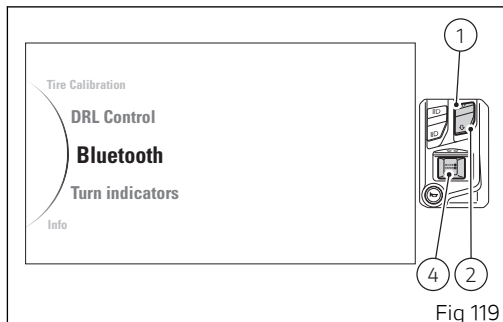 1
Tire Calibration
DRL Control
Bluetooth
Turn indicators
Info
4 2
Fig 119